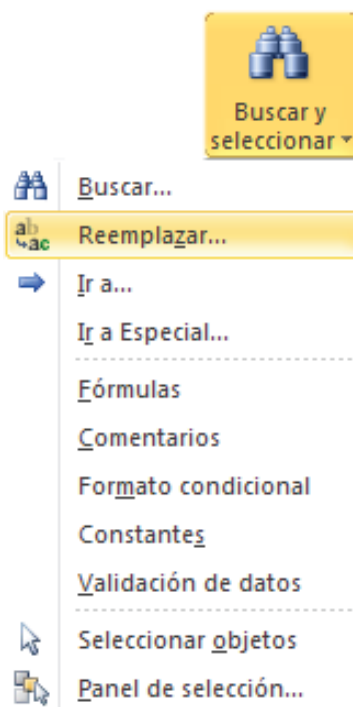 Buscar y
seleccionar
Buscar...
Reemplazar...
Ir a...
Ir a Especial...
Fórmulas
Comentarios
Formato condicional
Constantes
Validación de datos
Seleccionar objetos
Panel de selección...